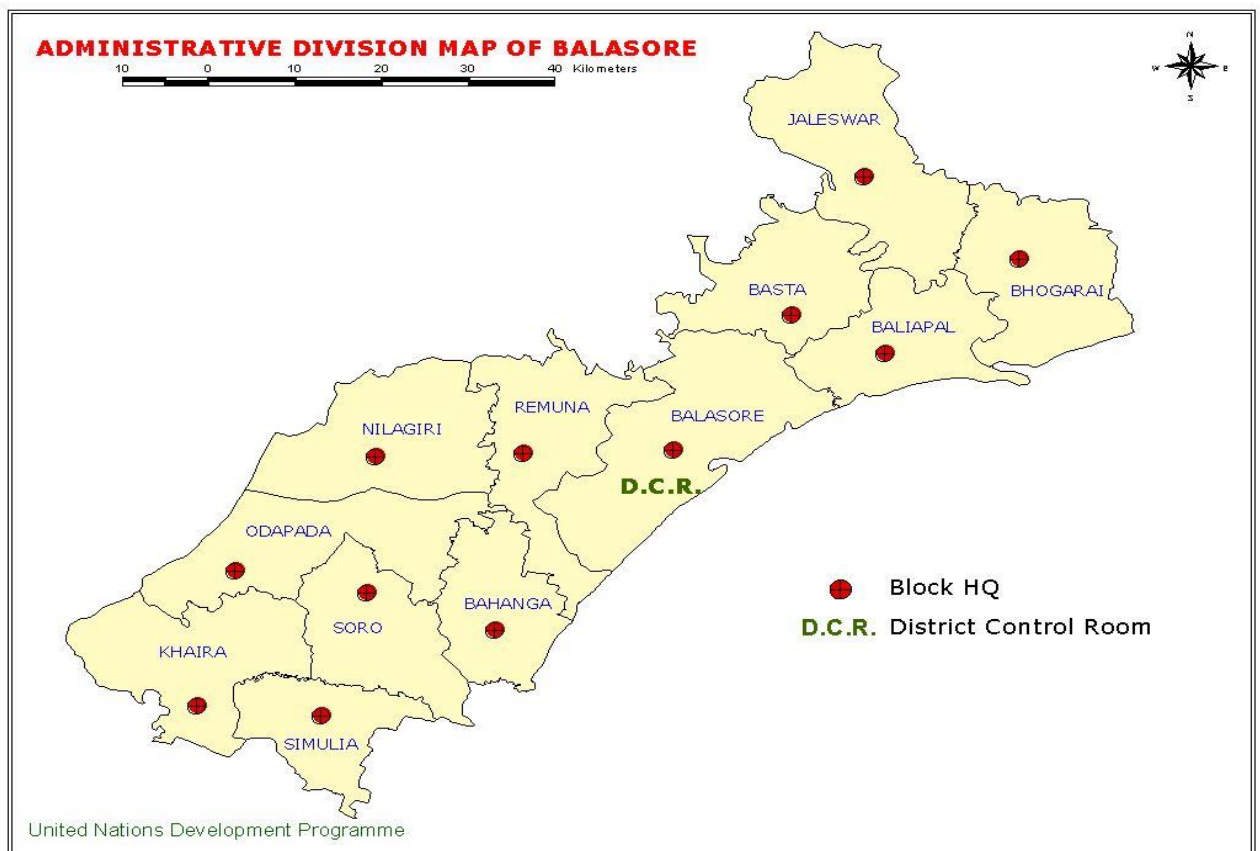 ADMINISTRATIVE DIVISION MAP OF BALASORE
10 0 10 20 30 40 Kilometers
N
W E
S
JALESWAR
BHOGARAI
BASTA
BALIAPAL
REMUNA
BALASORE
NILAGIRI
D.C.R.
ODAPADA
BAHANGA
SORO
KHAIRA
SIMULIA
Block HQ
D.C.R. District Control Room
United Nations Development Programme